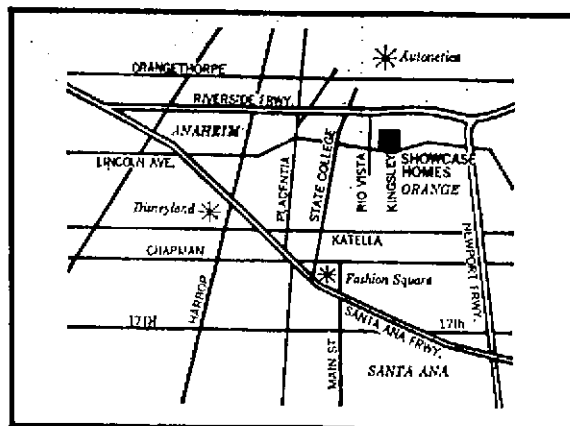 Autonetics
ORANGETHORPE
RIVERSIDE FRWY.
ANAHEIM
LINCOLN AVE.
PLACENTIA
STATE COLLEGE
RIO VISTA
KINGSLEY
SHOWCASE
HOMES
ORANGE
Disneyland
KATELLA
CHAPMAN
NEWPORT FRWY.
Fashion Square
HARBOR
17TH
SANTA ANA FRWY.
17th
MAIN ST
SANTA ANA